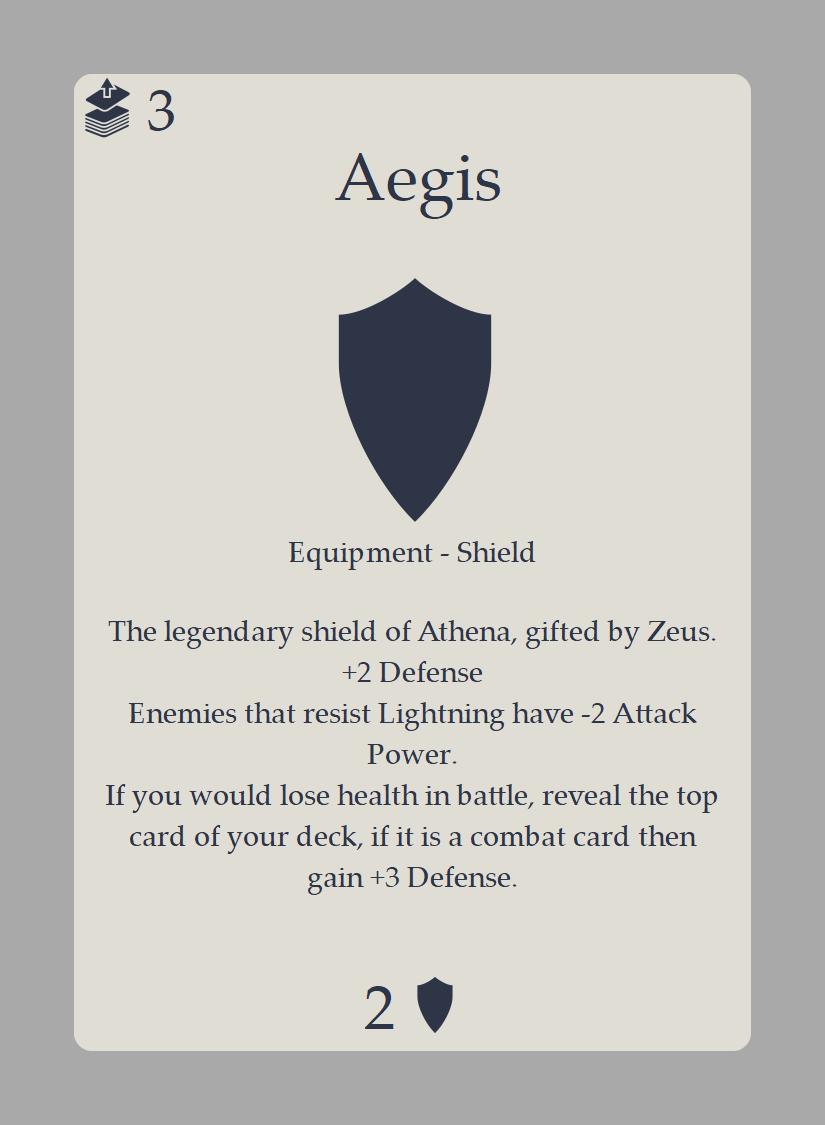 3
Aegis
Equipment - Shield
The legendary shield of Athena, gifted by Zeus.
+2 Defense
Enemies that resist Lightning have -2 Attack
Power.
If you would lose health in battle, reveal the top
card of your deck, if it is a combat card then
gain +3 Defense.
2